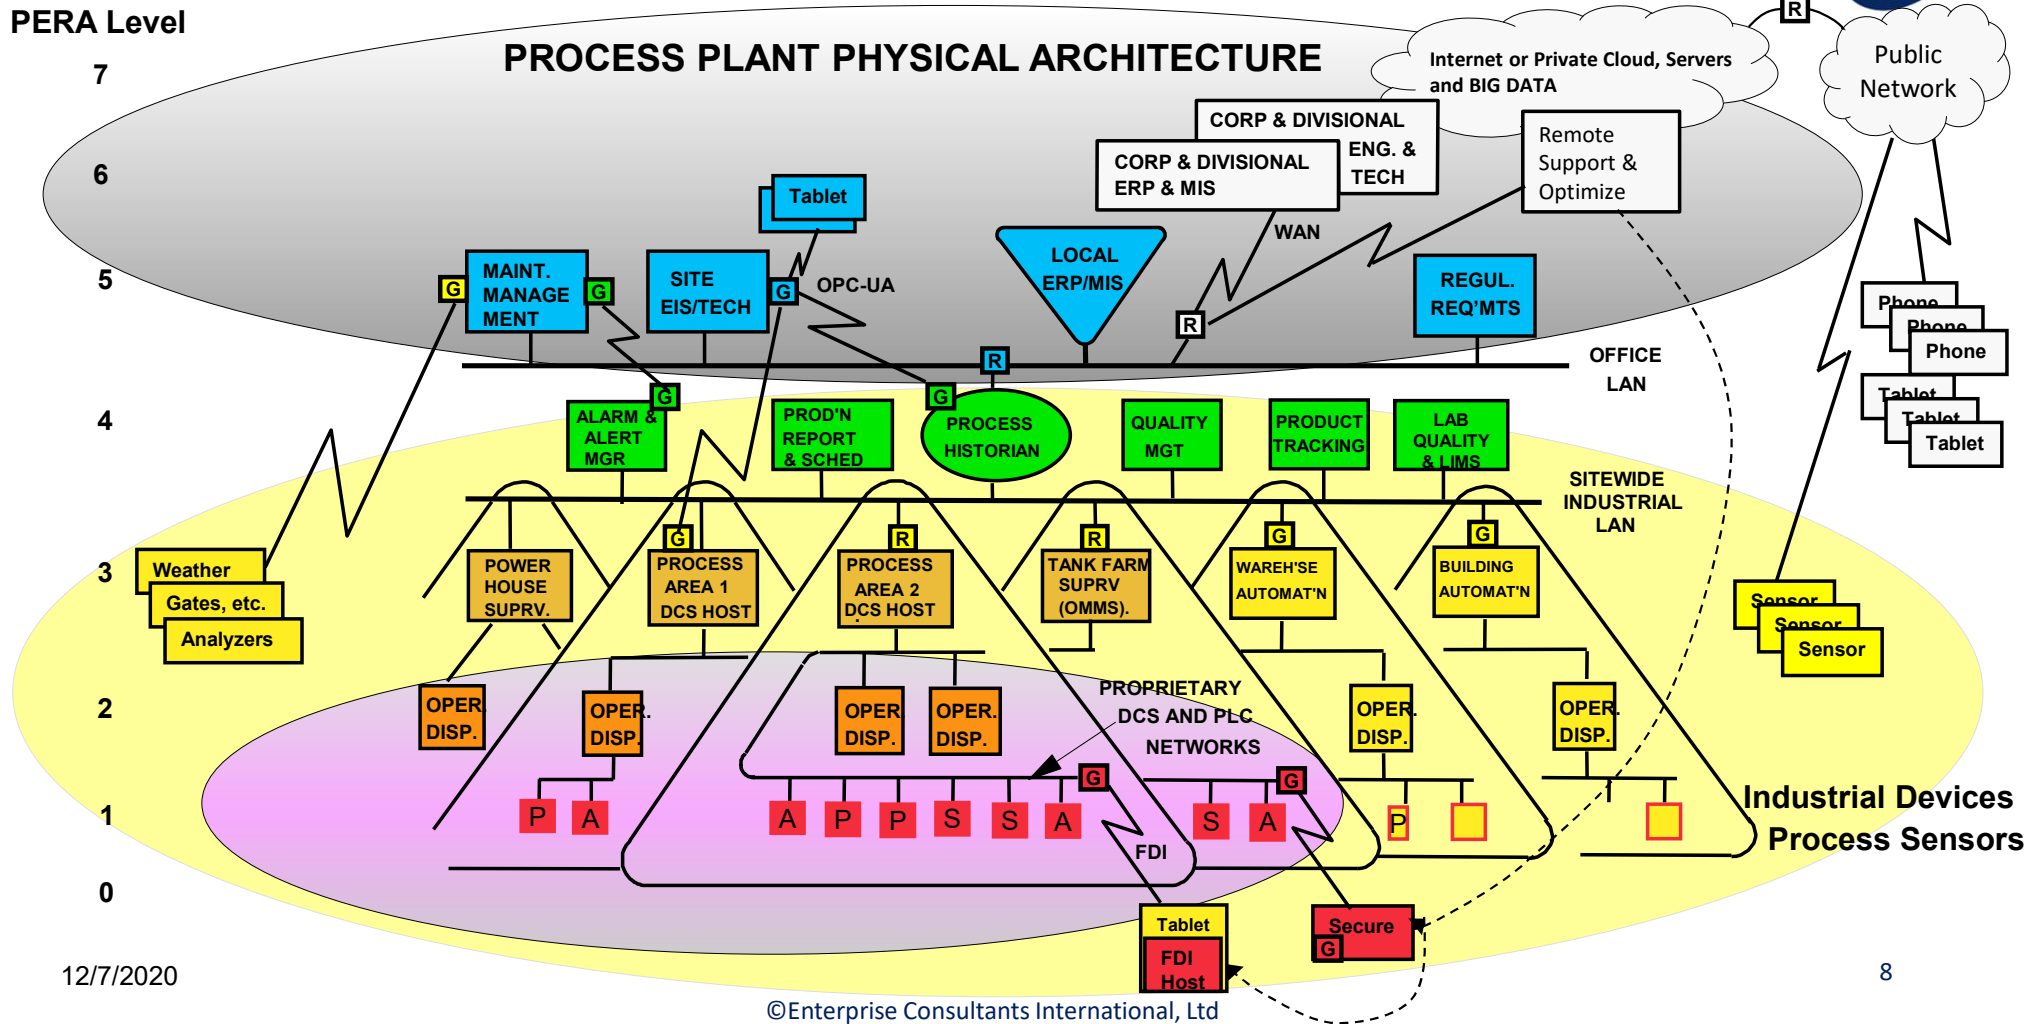 PERA Level
PROCESS PLANT PHYSICAL ARCHITECTURE
7
6
5
4
3
2
1
0
R
Internet or Private Cloud, Servers
and BIG DATA
Public
Network
CORP & DIVISIONAL
ENG. &
TECH
CORP & DIVISIONAL
ERP & MIS
Remote
Support &
Optimize
Tablet
WAN
G
MAINT.
MANAGE
MENT
G
SITE
EIS/TECH
G
OPC-UA
LOCAL
ERP/MIS
R
REGUL.
REQ'MTS
R
OFFICE
LAN
Phone
Phone
Phone
Tablet
Tablet
Tablet
ALARM &
ALERT
MGR
G
PROD'N
REPORT
& SCHED
G
PROCESS
HISTORIAN
QUALITY
MGT
PRODUCT
TRACKING
LAB
QUALITY
& LIMS
SITEWIDE
INDUSTRIAL
LAN
Weather
Gates, etc.
Analyzers
POWER
HOUSE
SUPRV.
G
PROCESS
AREA 1
DCS HOST
R
PROCESS
AREA 2
DCS HOST
R
TANK FARM
SUPRV
(OMMS).
G
WAREH'SE
AUTOMAT'N
G
BUILDING
AUTOMAT'N
Sensor
Sensor
Sensor
OPER.
DISP.
OPER.
DISP.
OPER.
DISP.
OPER.
DISP.
PROPRIETARY
DCS AND PLC
NETWORKS
OPER.
DISP.
OPER.
DISP.
P
A
A
P
P
S
S
A
G
S
A
G
P
FDI
Industrial Devices
Process Sensors
Tablet
FDI
Host
Secure
G
12/7/2020
©Enterprise Consultants International, Ltd
8